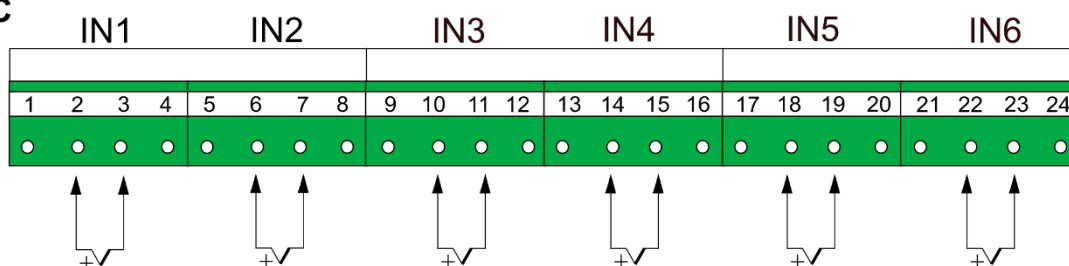 C
IN1 IN2 IN3 IN4 IN5 IN6
1 2 3 4 5 6 7 8 9 10 11 12 13 14 15 16 17 18 19 20 21 22 23 24
+ + + + + +